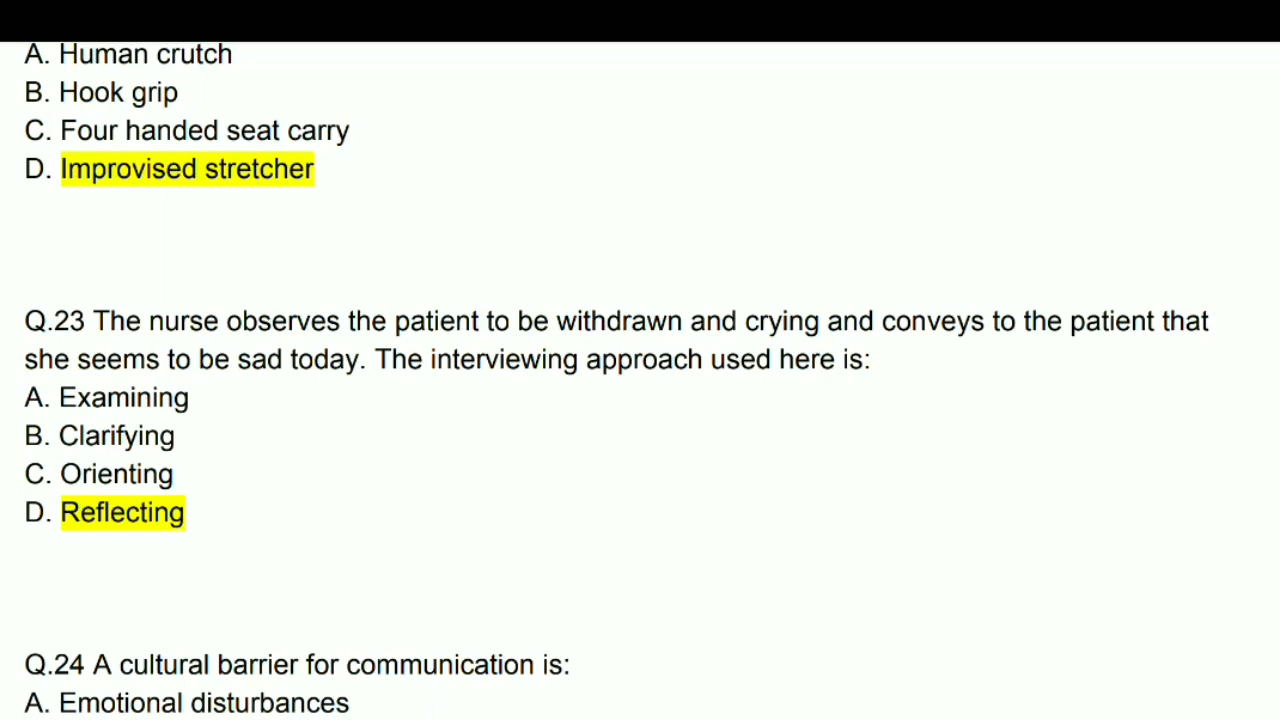 A. Human crutch
B. Hook grip
C. Four handed seat carry
D. Improvised stretcher
Q.23 The nurse observes the patient to be withdrawn and crying and conveys to the patient that
she seems to be sad today. The interviewing approach used here is:
A. Examining
B. Clarifying
C. Orienting
D. Reflecting
Q.24 A cultural barrier for communication is:
A. Emotional disturbances